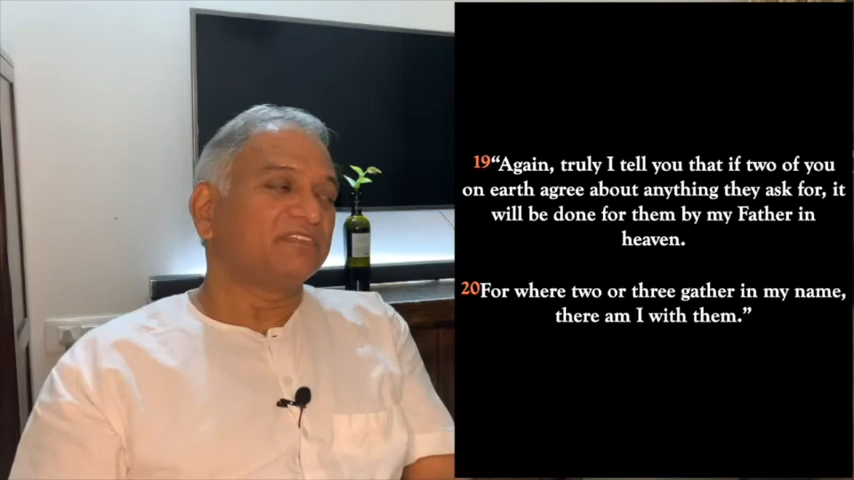 19“Again, truly I tell you that if two of you
on earth agree about anything they ask for, it
will be done for them by my Father in
heaven.
20For where two or three gather in my name,
there am I with them.”